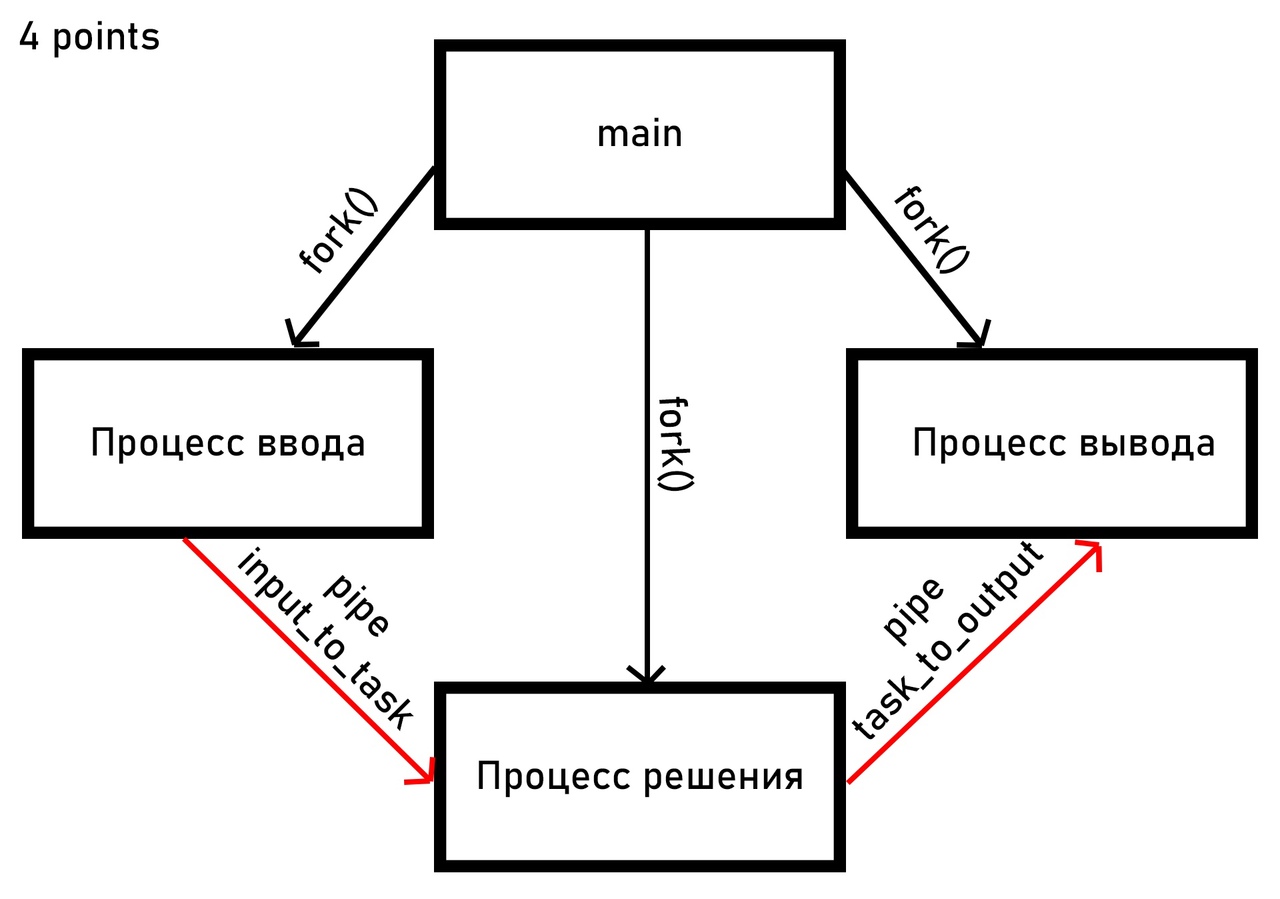 4 points
main
fork()
fork()
fork()
Процесс ввода
Процесс вывода
pipe
input_to_task
pipe
task_to_output
Процесс решения